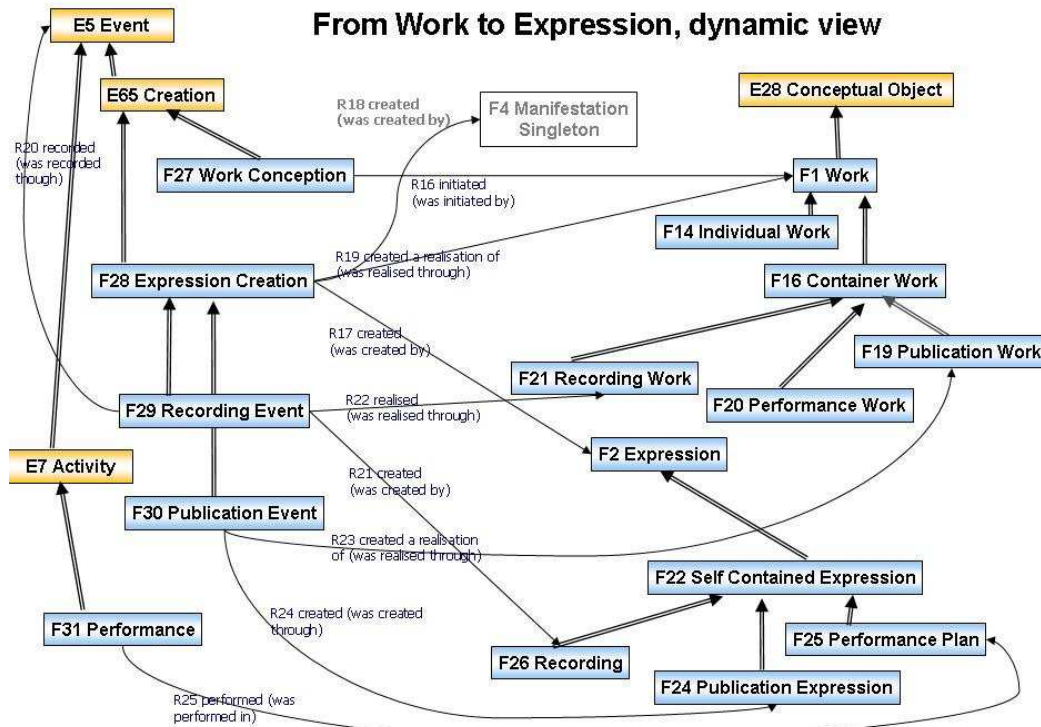 From Work to Expression, dynamic view
E5 Event
E65 Creation
R18 created
(was created by)
F4 Manifestation
Singleton
E28 Conceptual Object
R20 recorded
(was recorded
though)
F27 Work Conception
R16 initiated
(was initiated by)
F1 Work
F14 Individual Work
R19 created a realisation of
(was realised through)
F28 Expression Creation
F16 Container Work
R17 created
(was created by)
F19 Publication Work
F21 Recording Work
F20 Performance Work
F29 Recording Event
R22 realised
(was realised through)
F2 Expression
E7 Activity
R21 created
(was created by)
F30 Publication Event
R23 created a realisation
of (was realised through)
F22 Self Contained Expression
R24 created (was created
through)
F31 Performance
F25 Performance Plan
F26 Recording
F24 Publication Expression
R25 performed (was
performed in)